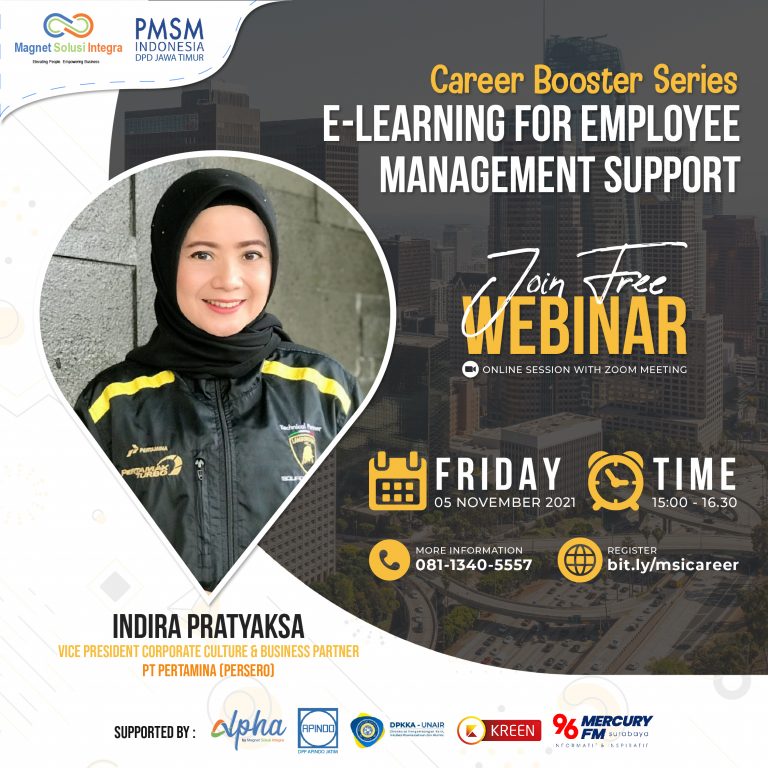 Magnet Solusi Integra
Elevating People Empowering Business
PMSM
INDONESIA
DPD JAWA TIMUR
Career Booster Series
E-LEARNING FOR EMPLOYEE
MANAGEMENT SUPPORT
Join Free
WEBINAR
ONLINE SESSION WITH ZOOM MEETING
Technical Partner
LAMBORGHINI
PERTAMINA
PERTAMAX
TURBO
FRIDAY
05 NOVEMBER 2021
TIME
15:00 - 16.30
MORE INFORMATION
081-1340-5557
REGISTER
bit.ly/msicareer
INDIRA PRATYAKSA
VICE PRESIDENT CORPORATE CULTURE & BUSINESS PARTNER
PT PERTAMINA (PERSERO)
SUPPORTED BY :
Alpha
by Magnet Solusi Integra
APINDO
DPP APINDO JATIM
DPKKA - UNAIR
KREEN
96 MERCURY
FM surabaya
INFORMATIF & INSPIRATIF